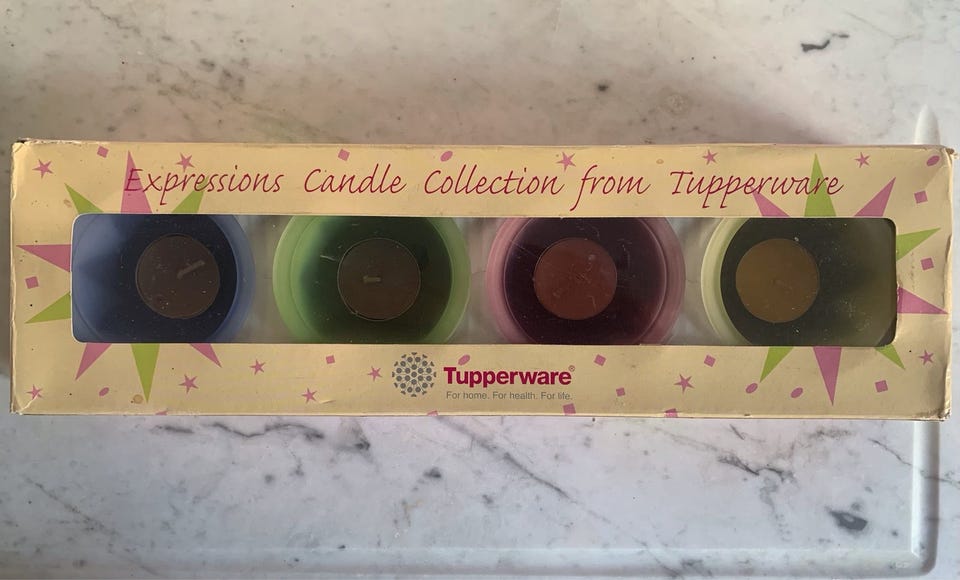 Expressions Candle Collection from Tupperware
Tupperware®
For home. For health. For life.